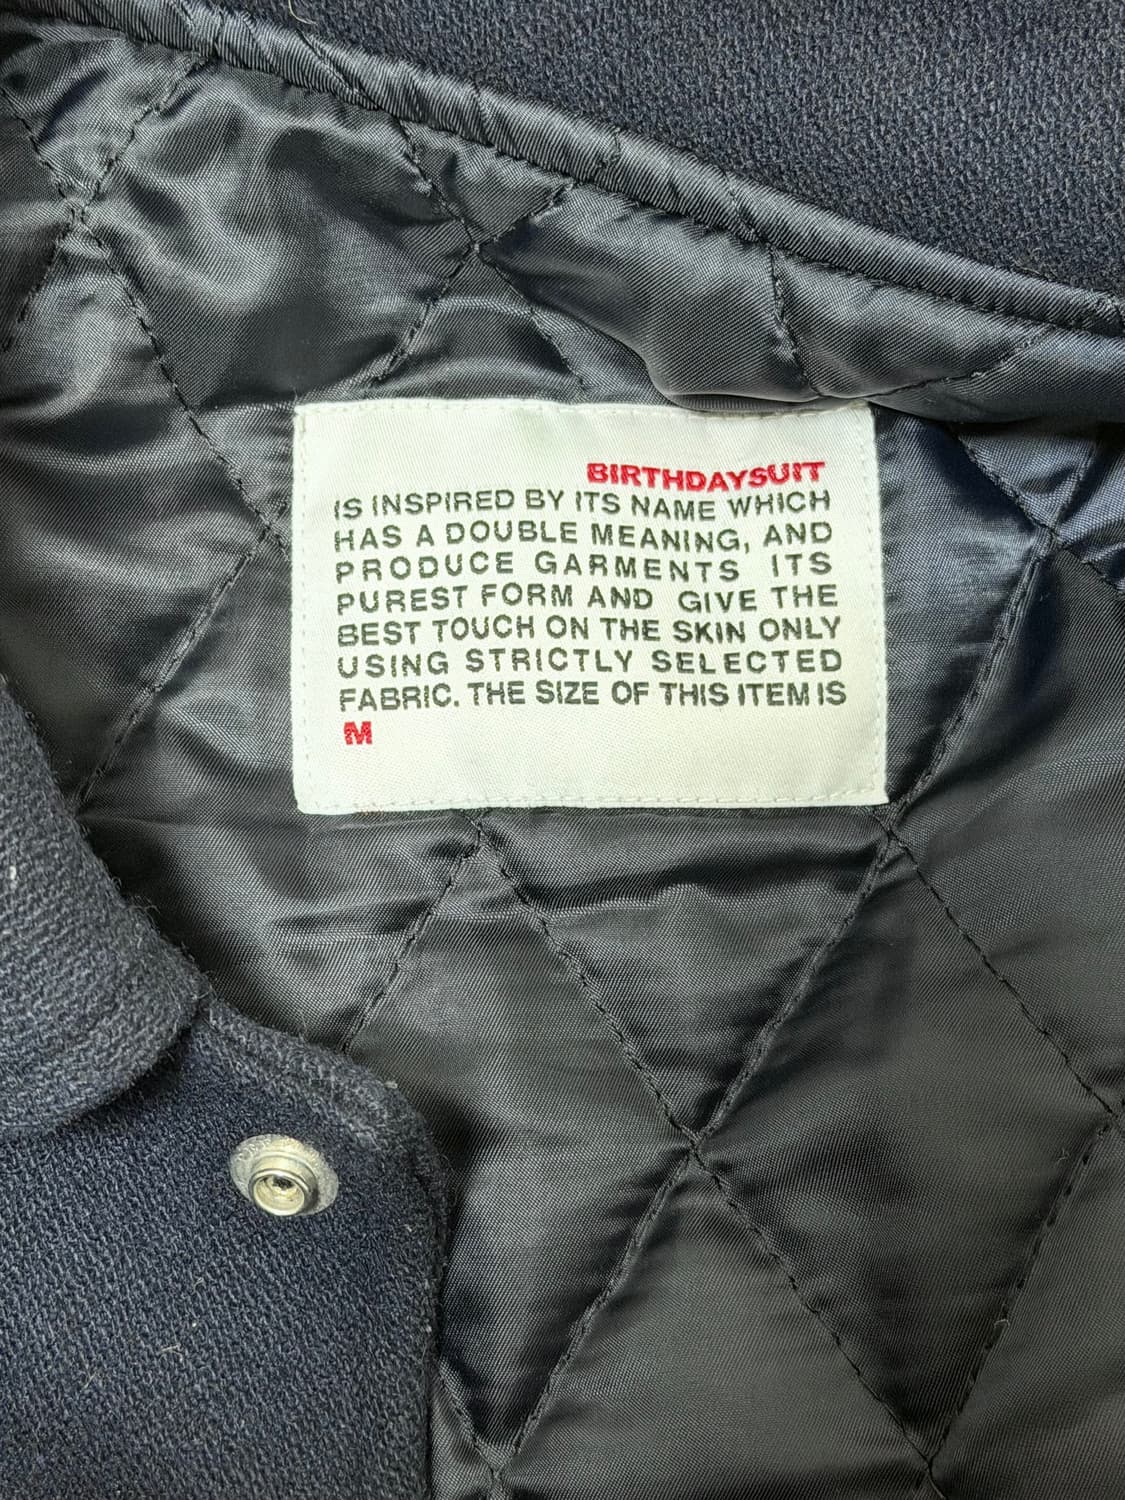 BIRTHDAYSUIT
IS INSPIRED BY ITS NAME WHICH
HAS A DOUBLE MEANING, AND
PRODUCE GARMENTS ITS
PUREST FORM AND GIVE THE
BEST TOUCH ON THE SKIN ONLY
USING STRICTLY SELECTED
FABRIC. THE SIZE OF THIS ITEM IS
M